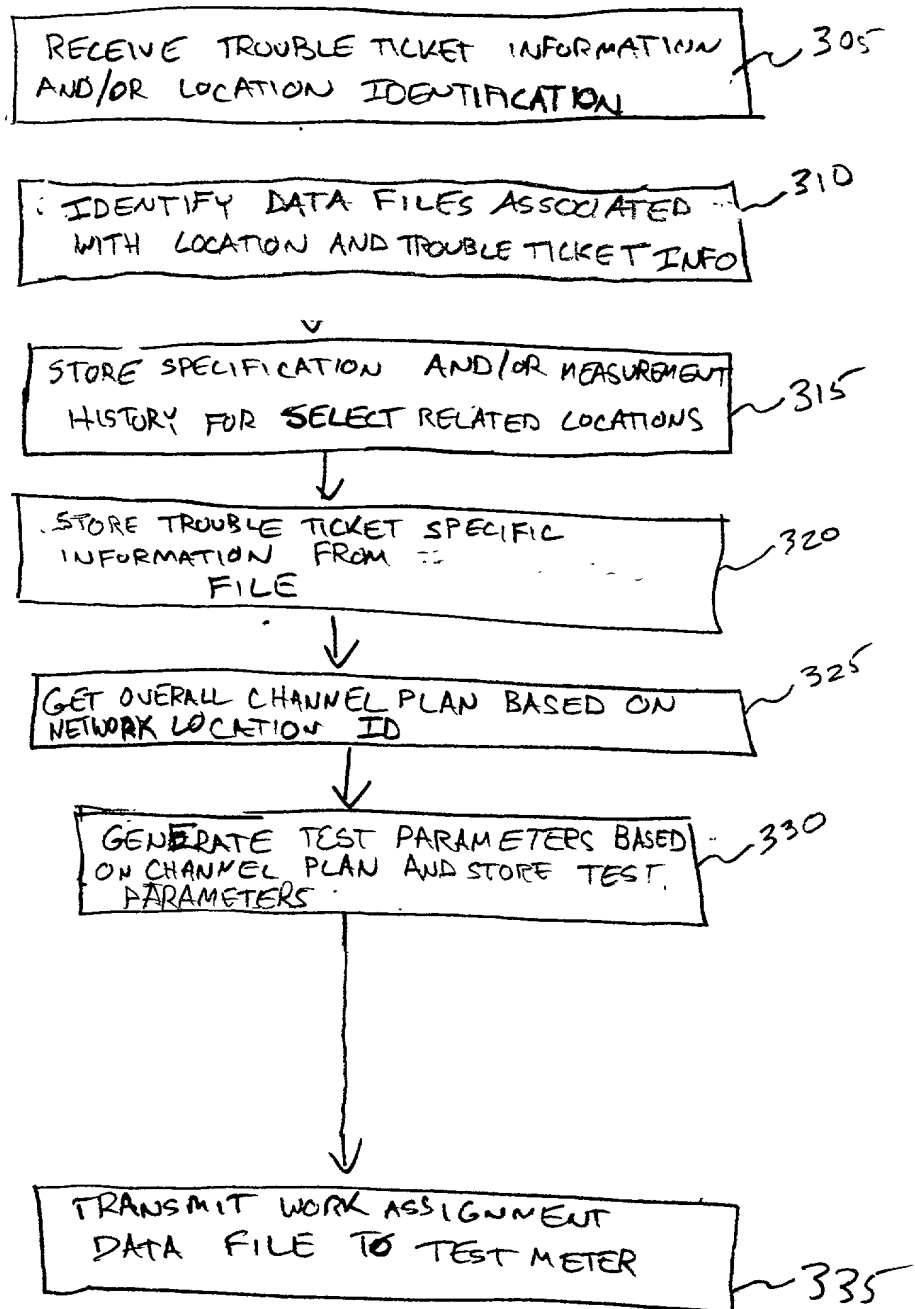 RECEIVE TROUBLE TICKET INFORMATION
AND/OR LOCATION IDENTIFICATION
305
IDENTIFY DATA FILES ASSOCIATED
WITH LOCATION AND TROUBLE TICKET INFO
310
STORE SPECIFICATION AND/OR MEASUREMENT
HISTORY FOR SELECT RELATED LOCATIONS
315
STORE TROUBLE TICKET SPECIFIC
INFORMATION FROM
FILE
320
GET OVERALL CHANNEL PLAN BASED ON
NETWORK LOCATION ID
325
GENERATE TEST PARAMETERS BASED
ON CHANNEL PLAN AND STORE TEST
PARAMETERS
330
TRANSMIT WORK ASSIGNMENT
DATA FILE TO TEST METER
335